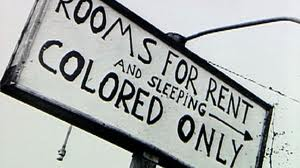 ROOMS FOR RENT
AND SLEEPING
COLORED ONLY